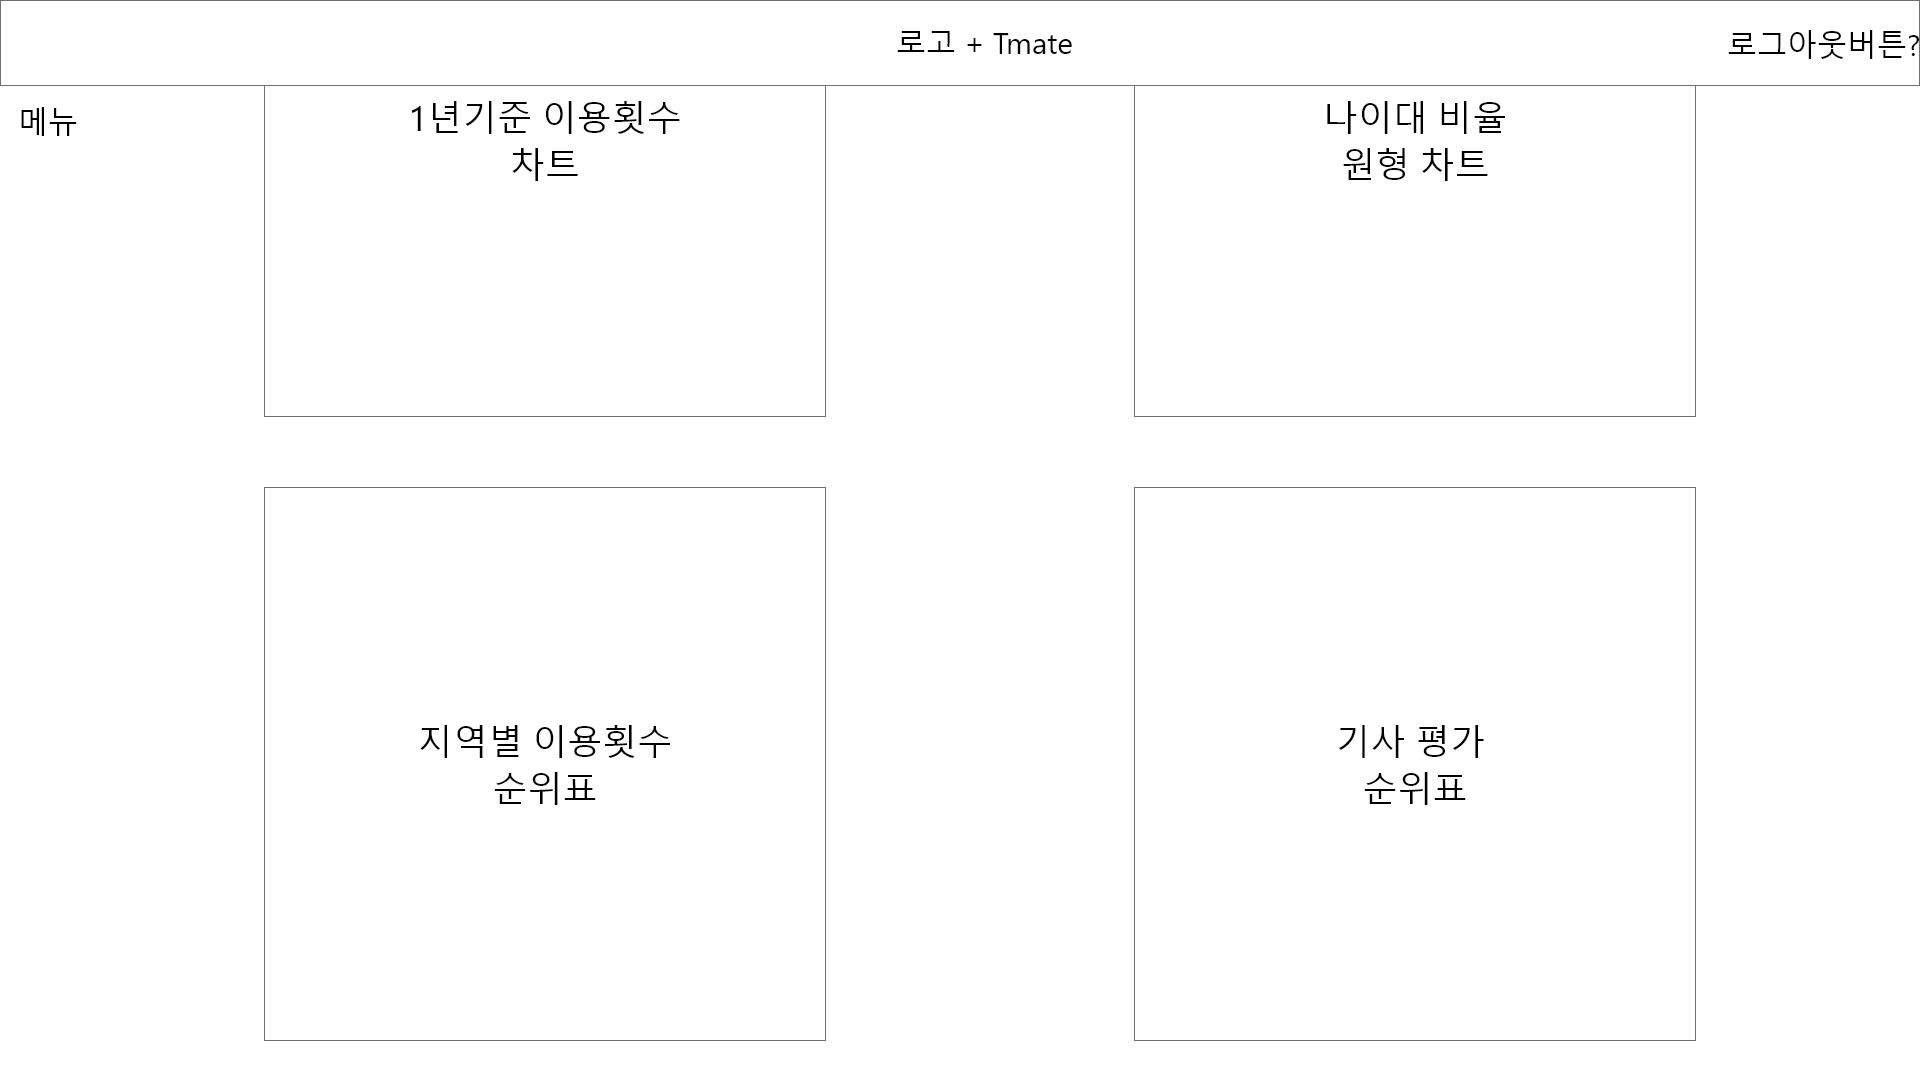 로고 + Tmate
로그아웃버튼?
메뉴
1년기준 이용횟수
차트
나이대 비율
원형 차트
지역별 이용횟수
순위표
기사 평가
순위표